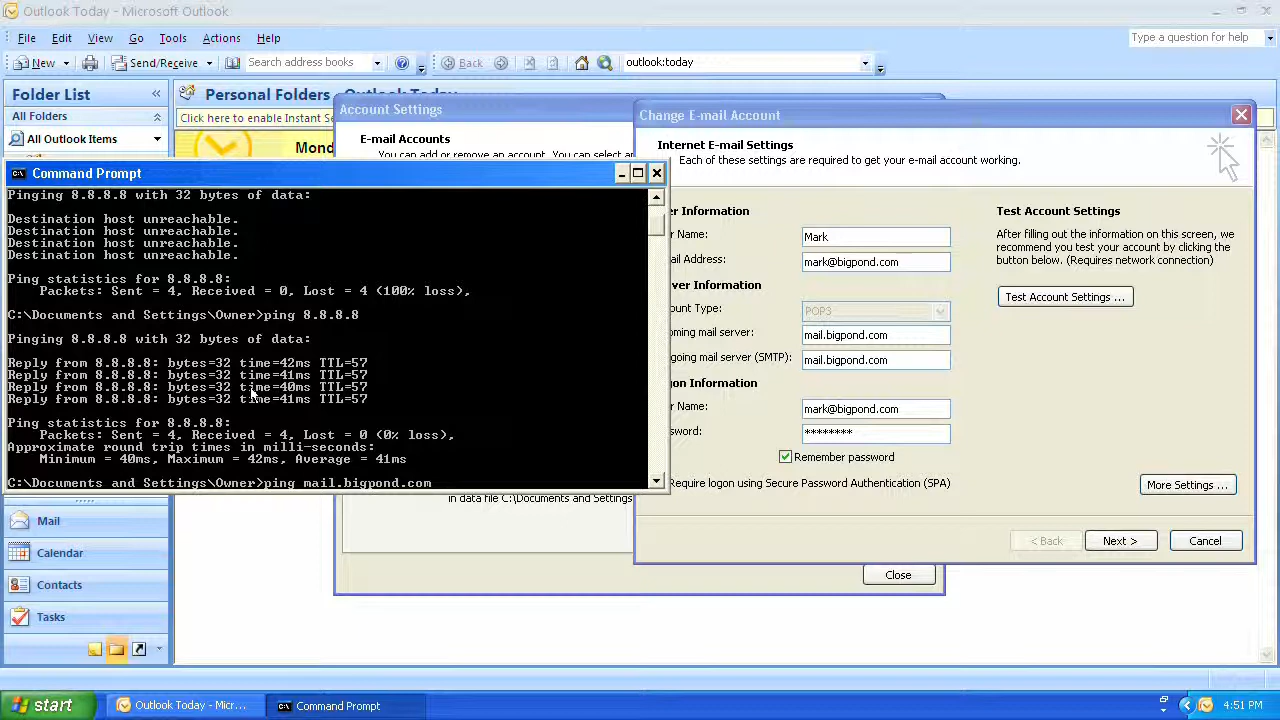 Outlook Today - Microsoft Outlook
File Edit View Go Tools Actions Help
Type a question for help
New Send/Receive Search address books Back outlook:today
Folder List
All Folders
All Outlook Items
Personal Folders Outlook Today
Click here to enable Instant Se
Mond
Account Settings
E-mail Accounts
You can add or remove an account. You can select an
Command Prompt
Pinging 8.8.8.8 with 32 bytes of data:
Destination host unreachable.
Destination host unreachable.
Destination host unreachable.
Destination host unreachable.
Ping statistics for 8.8.8.8:
Packets: Sent = 4, Received = 0, Lost = 4 (100% loss),
C:\Documents and Settings\Owner>ping 8.8.8.8
Pinging 8.8.8.8 with 32 bytes of data:
Reply from 8.8.8.8: bytes=32 time=42ms TTL=57
Reply from 8.8.8.8: bytes=32 time=41ms TTL=57
Reply from 8.8.8.8: bytes=32 time=40ms TTL=57
Reply from 8.8.8.8: bytes=32 time=41ms TTL=57
Ping statistics for 8.8.8.8:
Packets: Sent = 4, Received = 4, Lost = 0 (0% loss),
Approximate round trip times in milli-seconds:
Minimum = 40ms, Maximum = 42ms, Average = 41ms
C:\Documents and Settings\Owner>ping mail.bigpond.com
in data file C:\Documents and Settings
Close
Change E-mail Account
Internet E-mail Settings
Each of these settings are required to get your e-mail account working.
er Information
r Name: Mark
ail Address: mark@bigpond.com
rver Information
ount Type: POP3
oming mail server: mail.bigpond.com
going mail server (SMTP): mail.bigpond.com
gon Information
r Name: mark@bigpond.com
sword: ********
Remember password
Require logon using Secure Password Authentication (SPA)
Test Account Settings
After filling out the information on this screen, we
recommend you test your account by clicking the
button below. (Requires network connection)
Test Account Settings ...
More Settings ...
< Back Next > Cancel
Mail
Calendar
Contacts
Tasks
start Outlook Today - Micr... Command Prompt 4:51 PM